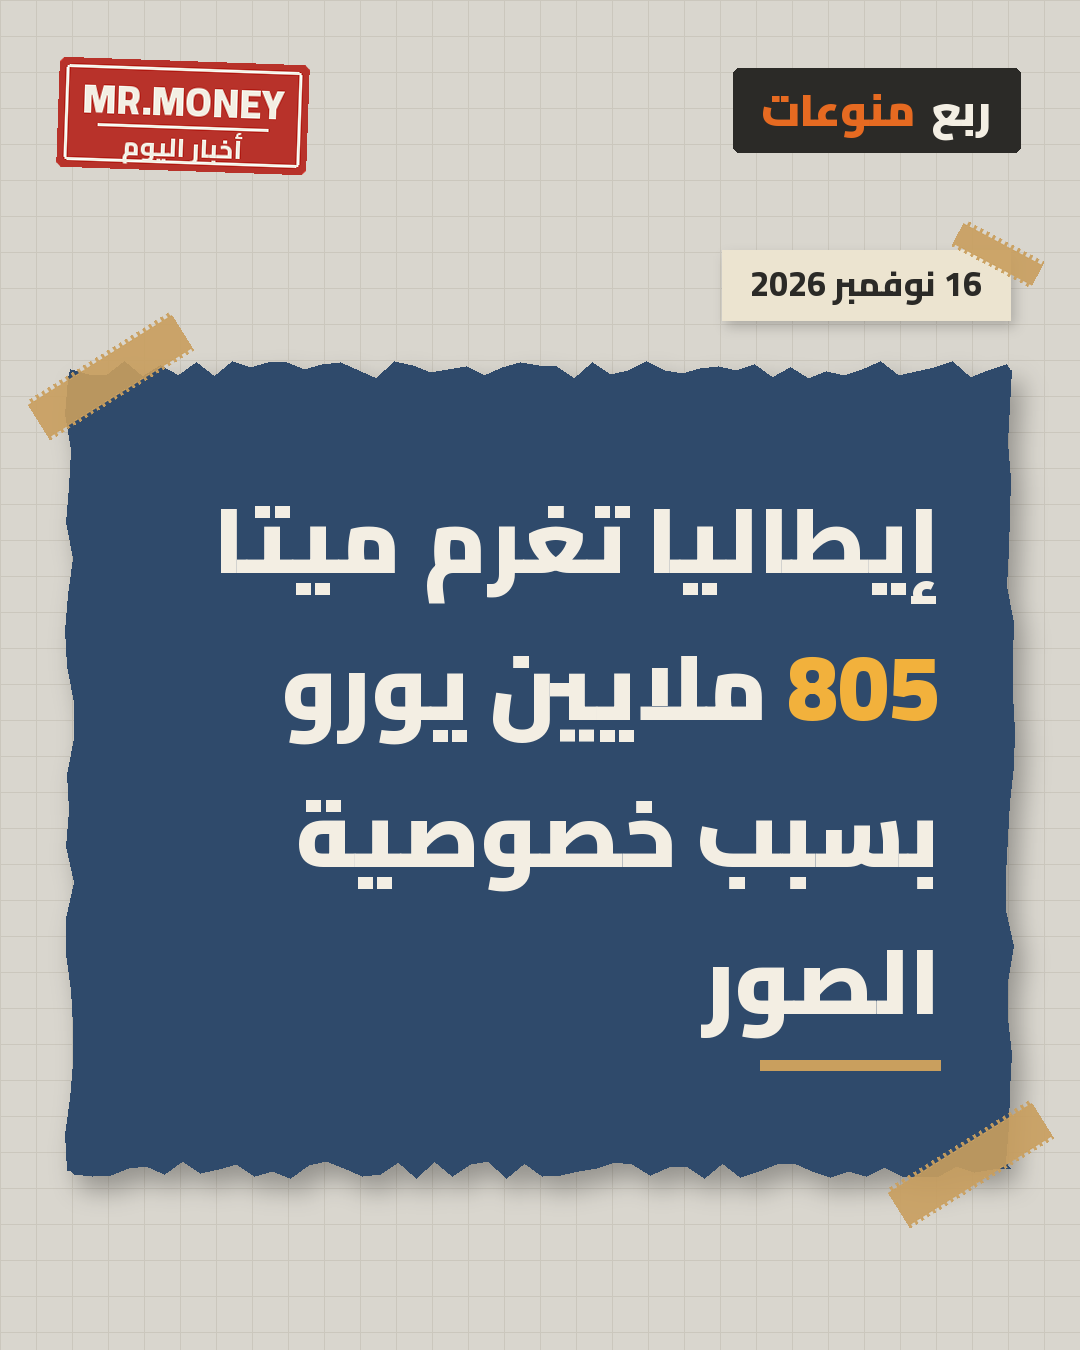 MR.MONEY
أخبار اليوم
ربع منوعات
16 نوفمبر 2026
إيطاليا تغرم ميتا
805 ملايين يورو
بسبب خصوصية
الصور